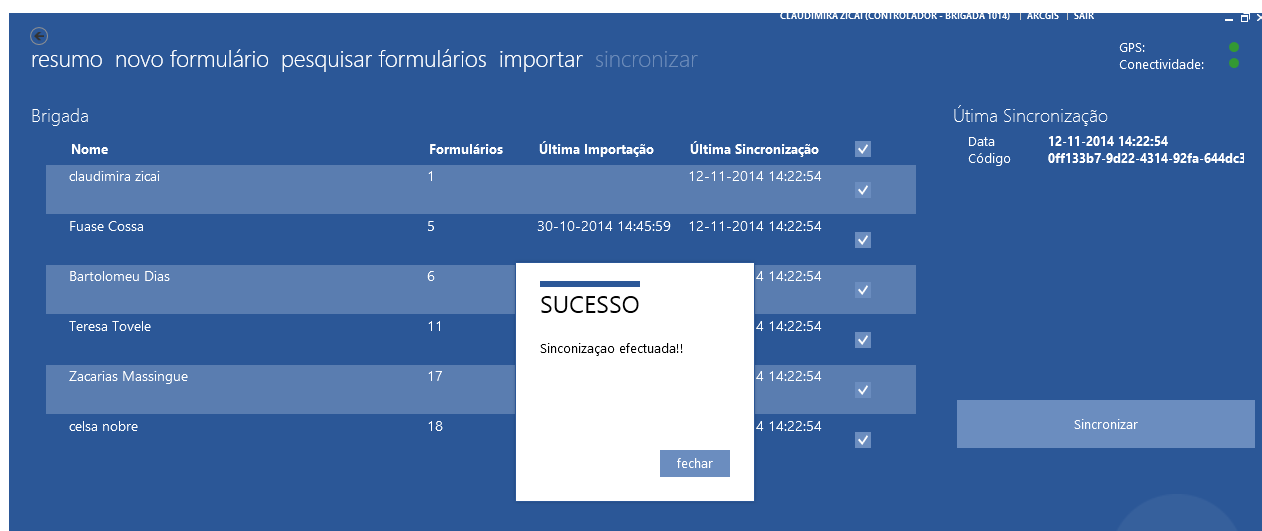 CLAUDIMIRA ZICAI (CONTROLADOR - BRIGADA 1014) | ARCGIS | SAIR
resumo novo formulário pesquisar formulários importar sincronizar
GPS:
Conectividade:
Brigada
Nome Formulários Última Importação Última Sincronização
claudimira zicai 1 12-11-2014 14:22:54
Fuase Cossa 5 30-10-2014 14:45:59 12-11-2014 14:22:54
Bartolomeu Dias 6 4 14:22:54
Teresa Tovele 11 4 14:22:54
Zacarias Massingue 17 4 14:22:54
celsa nobre 18 4 14:22:54
SUCESSO
Sinconizaçao efectuada!!
fechar
Útima Sincronização
Data 12-11-2014 14:22:54
Código 0ff133b7-9d22-4314-92fa-644dc3
Sincronizar